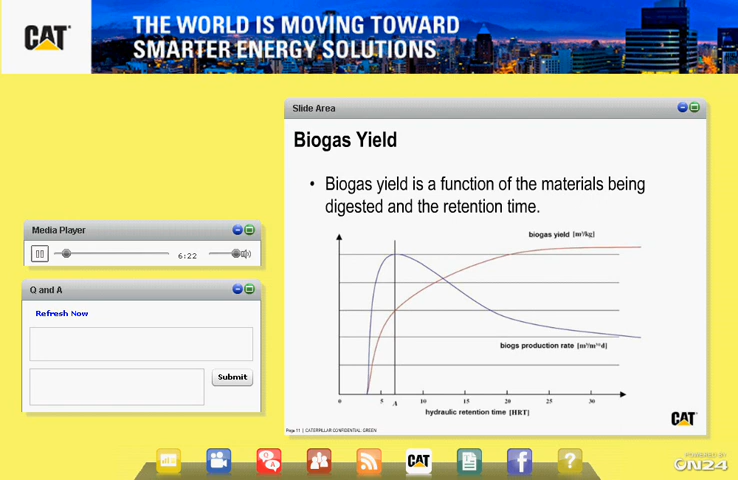 CAT
THE WORLD IS MOVING TOWARD
SMARTER ENERGY SOLUTIONS
Slide Area
Biogas Yield
• Biogas yield is a function of the materials being
digested and the retention time.
biogas yield [m³/kg]
biogs production rate [m³/m³*d]
0 5 A 10 15 20 25 30
hydraulic retention time [HRT]
Page 11 | CATERPILLAR CONFIDENTIAL: GREEN
CAT
Media Player
6:22
Q and A
Refresh Now
Submit
Q
A
CAT
f
?
POWERED BY
ON24